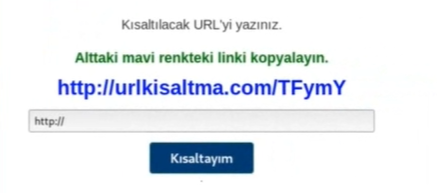 Kısaltılacak URL'yi yazınız.
Alttaki mavi renkteki linki kopyalayın.
http://urlkisaltma.com/TFymY
http://
Kısaltayım